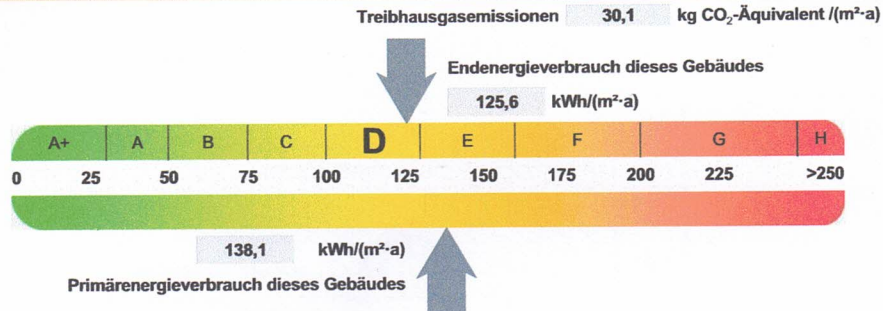 Treibhausgasemissionen 30,1 kg CO₂-Äquivalent /(m²·a)
Endenergieverbrauch dieses Gebäudes
125,6 kWh/(m²·a)
A+ A B C D E F G H
0 25 50 75 100 125 150 175 200 225 >250
138,1 kWh/(m²·a)
Primärenergieverbrauch dieses Gebäudes